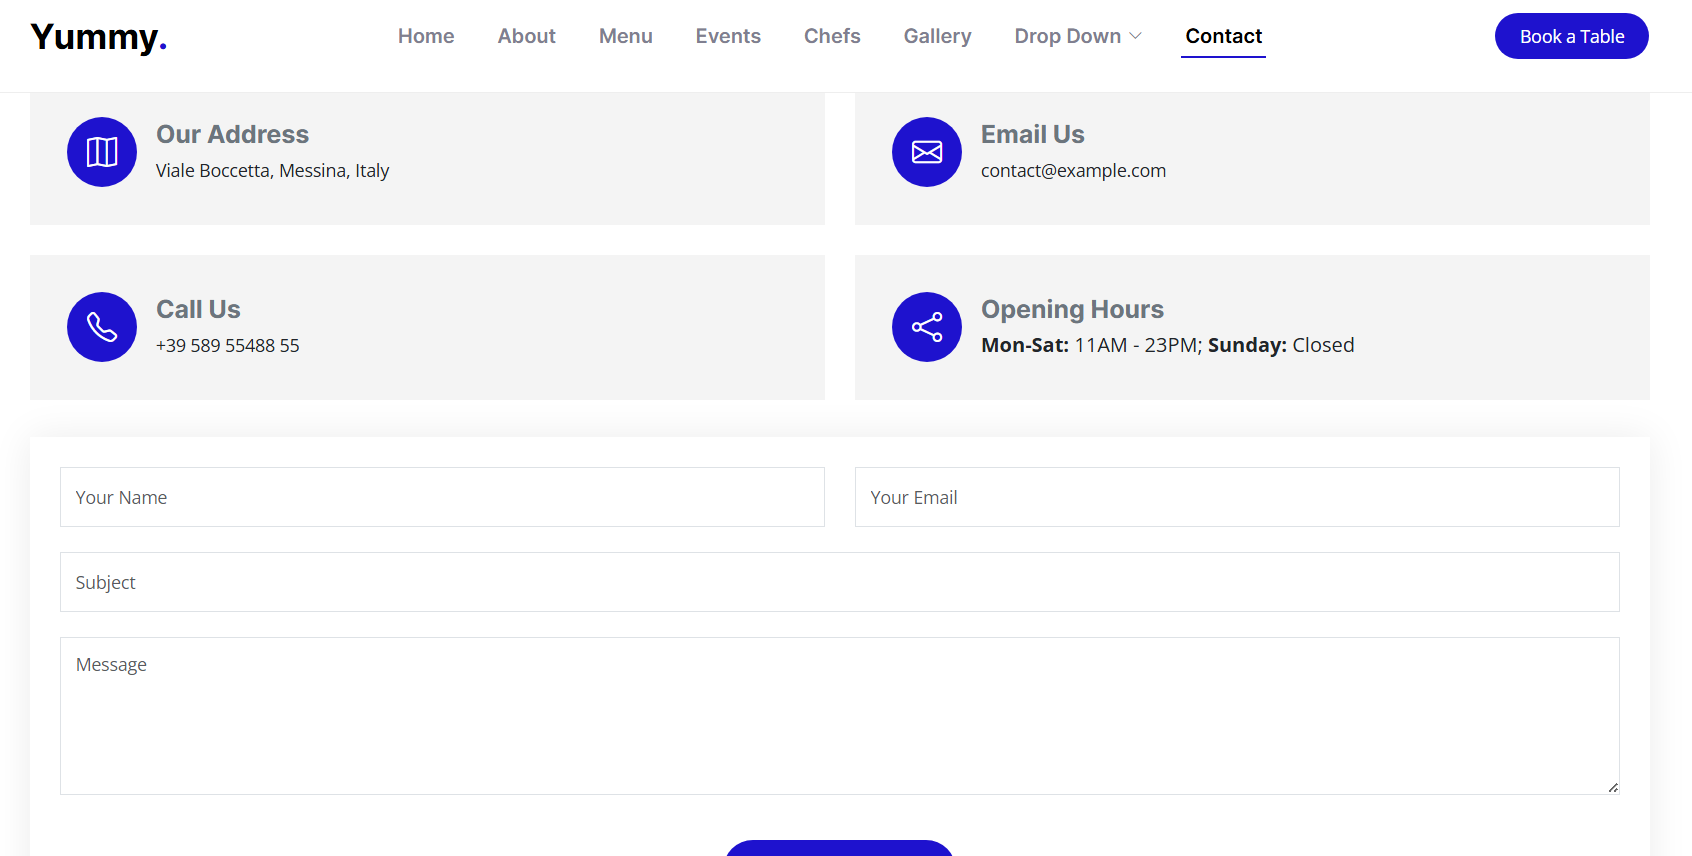 Yummy.
Home About Menu Events Chefs Gallery Drop Down Contact
Book a Table
Our Address
Viale Boccetta, Messina, Italy
Email Us
contact@example.com
Call Us
+39 589 55488 55
Opening Hours
Mon-Sat: 11AM - 23PM; Sunday: Closed
Your Name
Your Email
Subject
Message